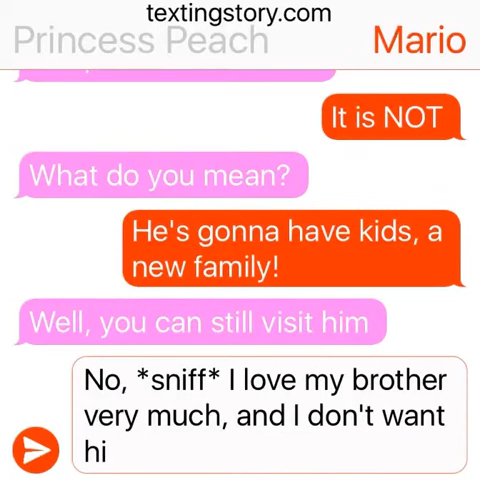 textingstory.com
Princess Peach Mario
It is NOT
What do you mean?
He's gonna have kids, a
new family!
Well, you can still visit him
No, *sniff* I love my brother
very much, and I don't want
hi